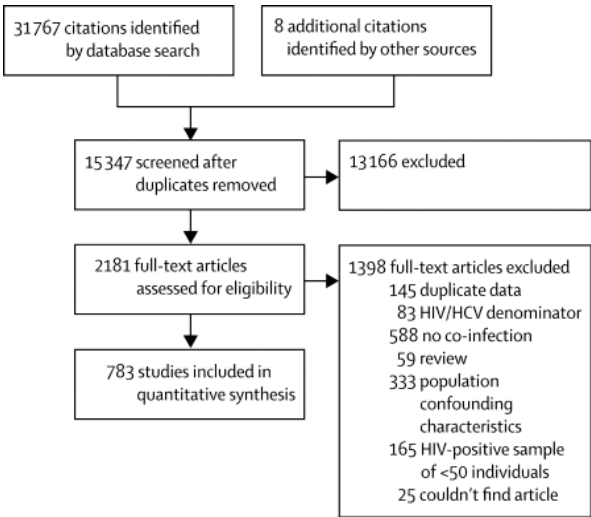 31767 citations identified
by database search
8 additional citations
identified by other sources
15347 screened after
duplicates removed
13166 excluded
2181 full-text articles
assessed for eligibility
1398 full-text articles excluded
145 duplicate data
83 HIV/HCV denominator
588 no co-infection
59 review
333 population
confounding
characteristics
165 HIV-positive sample
of <50 individuals
25 couldn't find article
783 studies included in
quantitative synthesis